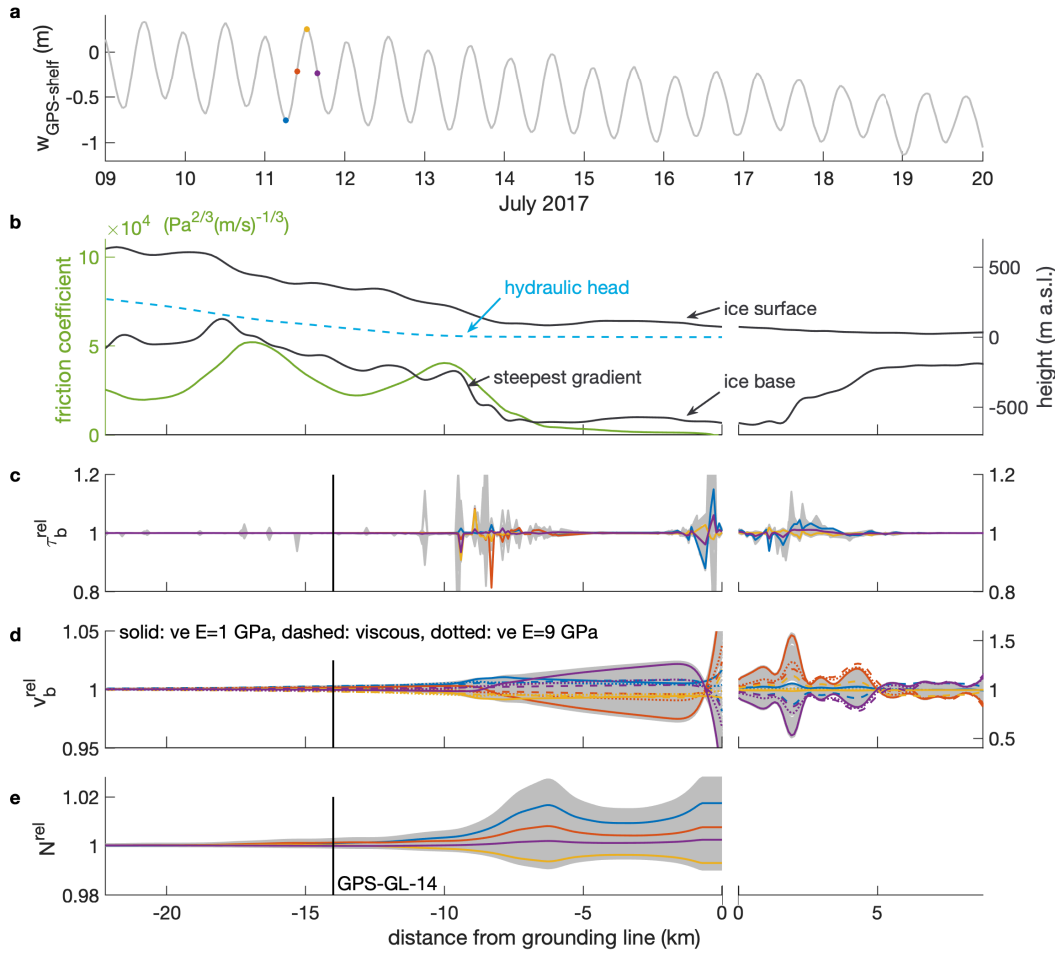 a
w_GPS-shelf (m)
0
-0.5
-1
09 10 11 12 13 14 15 16 17 18 19 20
July 2017
b
×10^4 (Pa^2/3(m/s)^-1/3)
friction coefficient
10
5
0
hydraulic head
ice surface
steepest gradient
ice base
500
0
-500
height (m a.s.l.)
c
τ_b^rel
1.2
1
0.8
1.2
1
0.8
d
v_b^rel
1.05
1
0.95
solid: ve E=1 GPa, dashed: viscous, dotted: ve E=9 GPa
1.5
1
0.5
e
N^rel
1.02
1
0.98
GPS-GL-14
-20 -15 -10 -5 0 0 5
distance from grounding line (km)